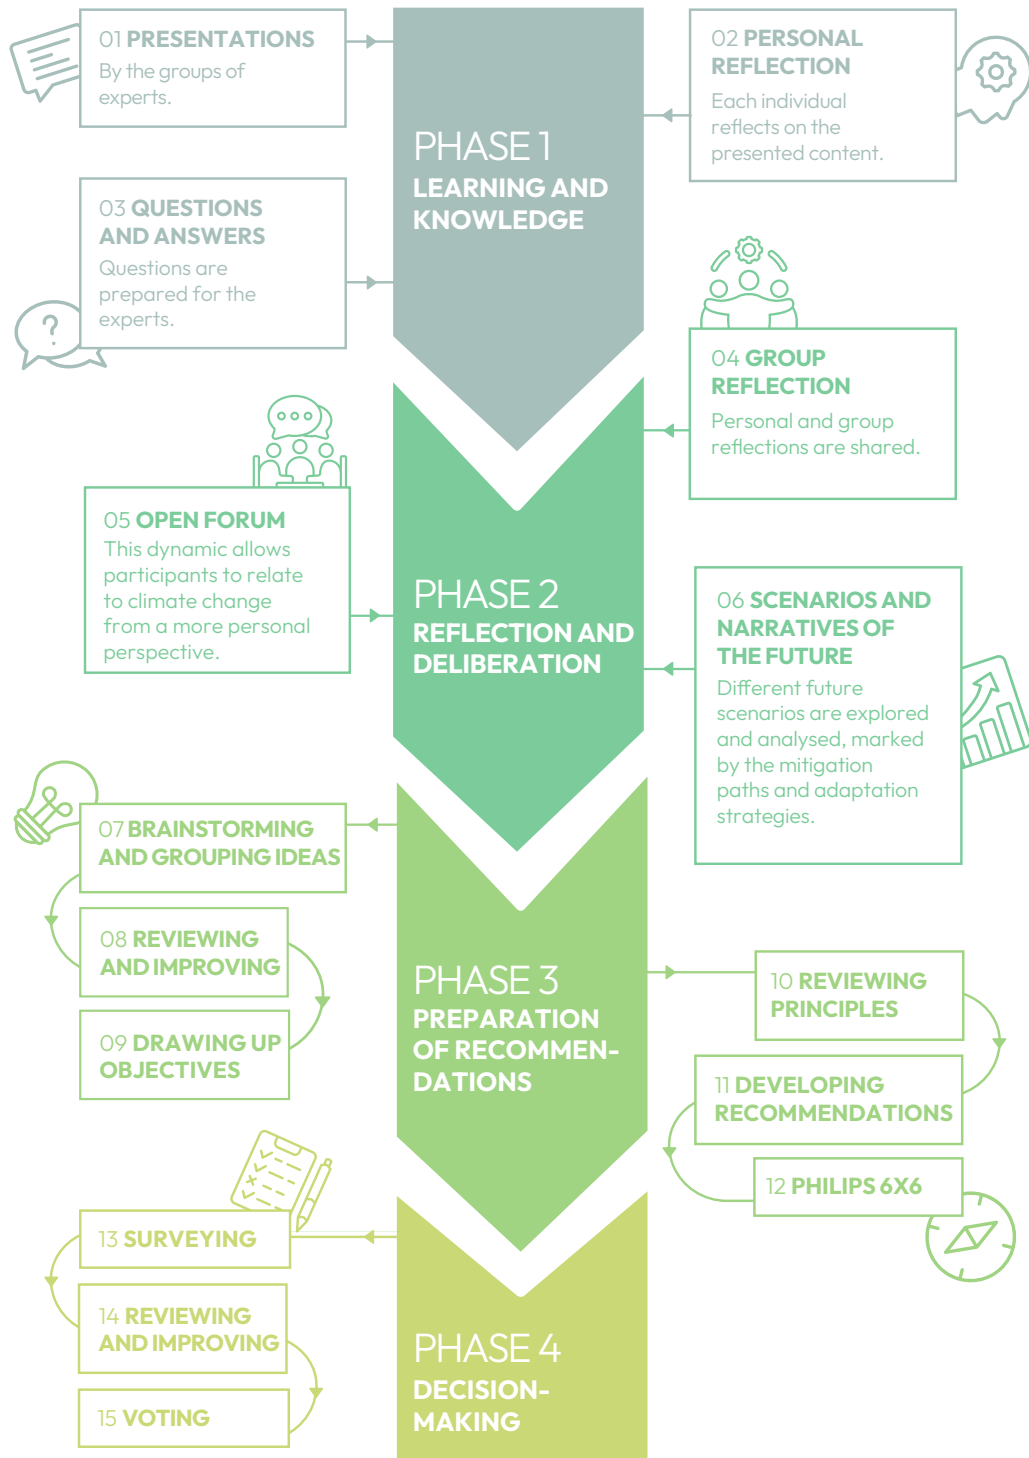 01 PRESENTATIONS
By the groups of
experts.
02 PERSONAL
REFLECTION
Each individual
reflects on the
presented content.
PHASE 1
LEARNING AND
KNOWLEDGE
03 QUESTIONS
AND ANSWERS
Questions are
prepared for the
experts.
?
04 GROUP
REFLECTION
Personal and group
reflections are shared.
05 OPEN FORUM
This dynamic allows
participants to relate
to climate change
from a more personal
perspective.
PHASE 2
REFLECTION AND
DELIBERATION
06 SCENARIOS AND
NARRATIVES OF
THE FUTURE
Different future
scenarios are explored
and analysed, marked
by the mitigation
paths and adaptation
strategies.
07 BRAINSTORMING
AND GROUPING IDEAS
08 REVIEWING
AND IMPROVING
09 DRAWING UP
OBJECTIVES
PHASE 3
PREPARATION
OF RECOMMEN-
DATIONS
10 REVIEWING
PRINCIPLES
11 DEVELOPING
RECOMMENDATIONS
12 PHILIPS 6X6
13 SURVEYING
14 REVIEWING
AND IMPROVING
15 VOTING
PHASE 4
DECISION-
MAKING